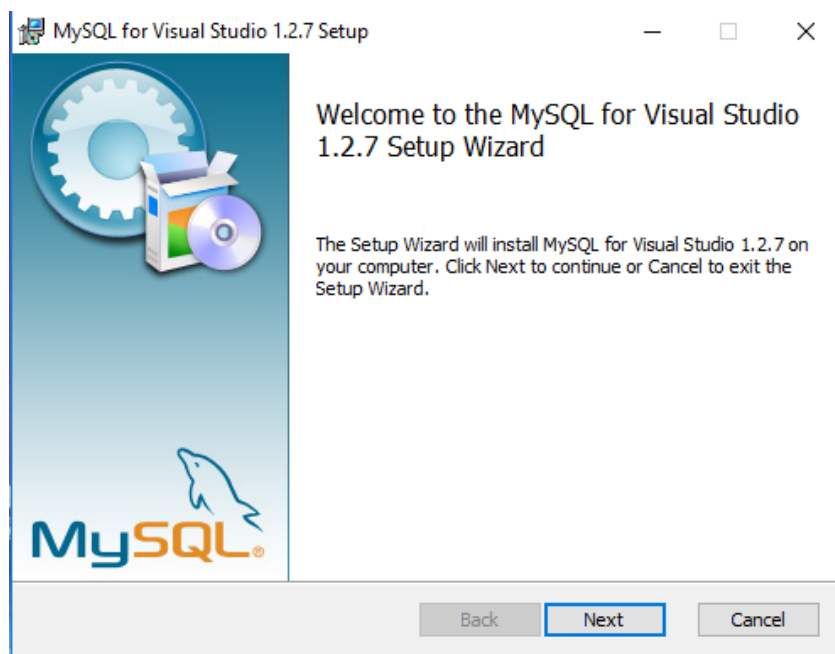 MySQL for Visual Studio 1.2.7 Setup
Welcome to the MySQL for Visual Studio
1.2.7 Setup Wizard
The Setup Wizard will install MySQL for Visual Studio 1.2.7 on
your computer. Click Next to continue or Cancel to exit the
Setup Wizard.
MySQL®
Back Next Cancel